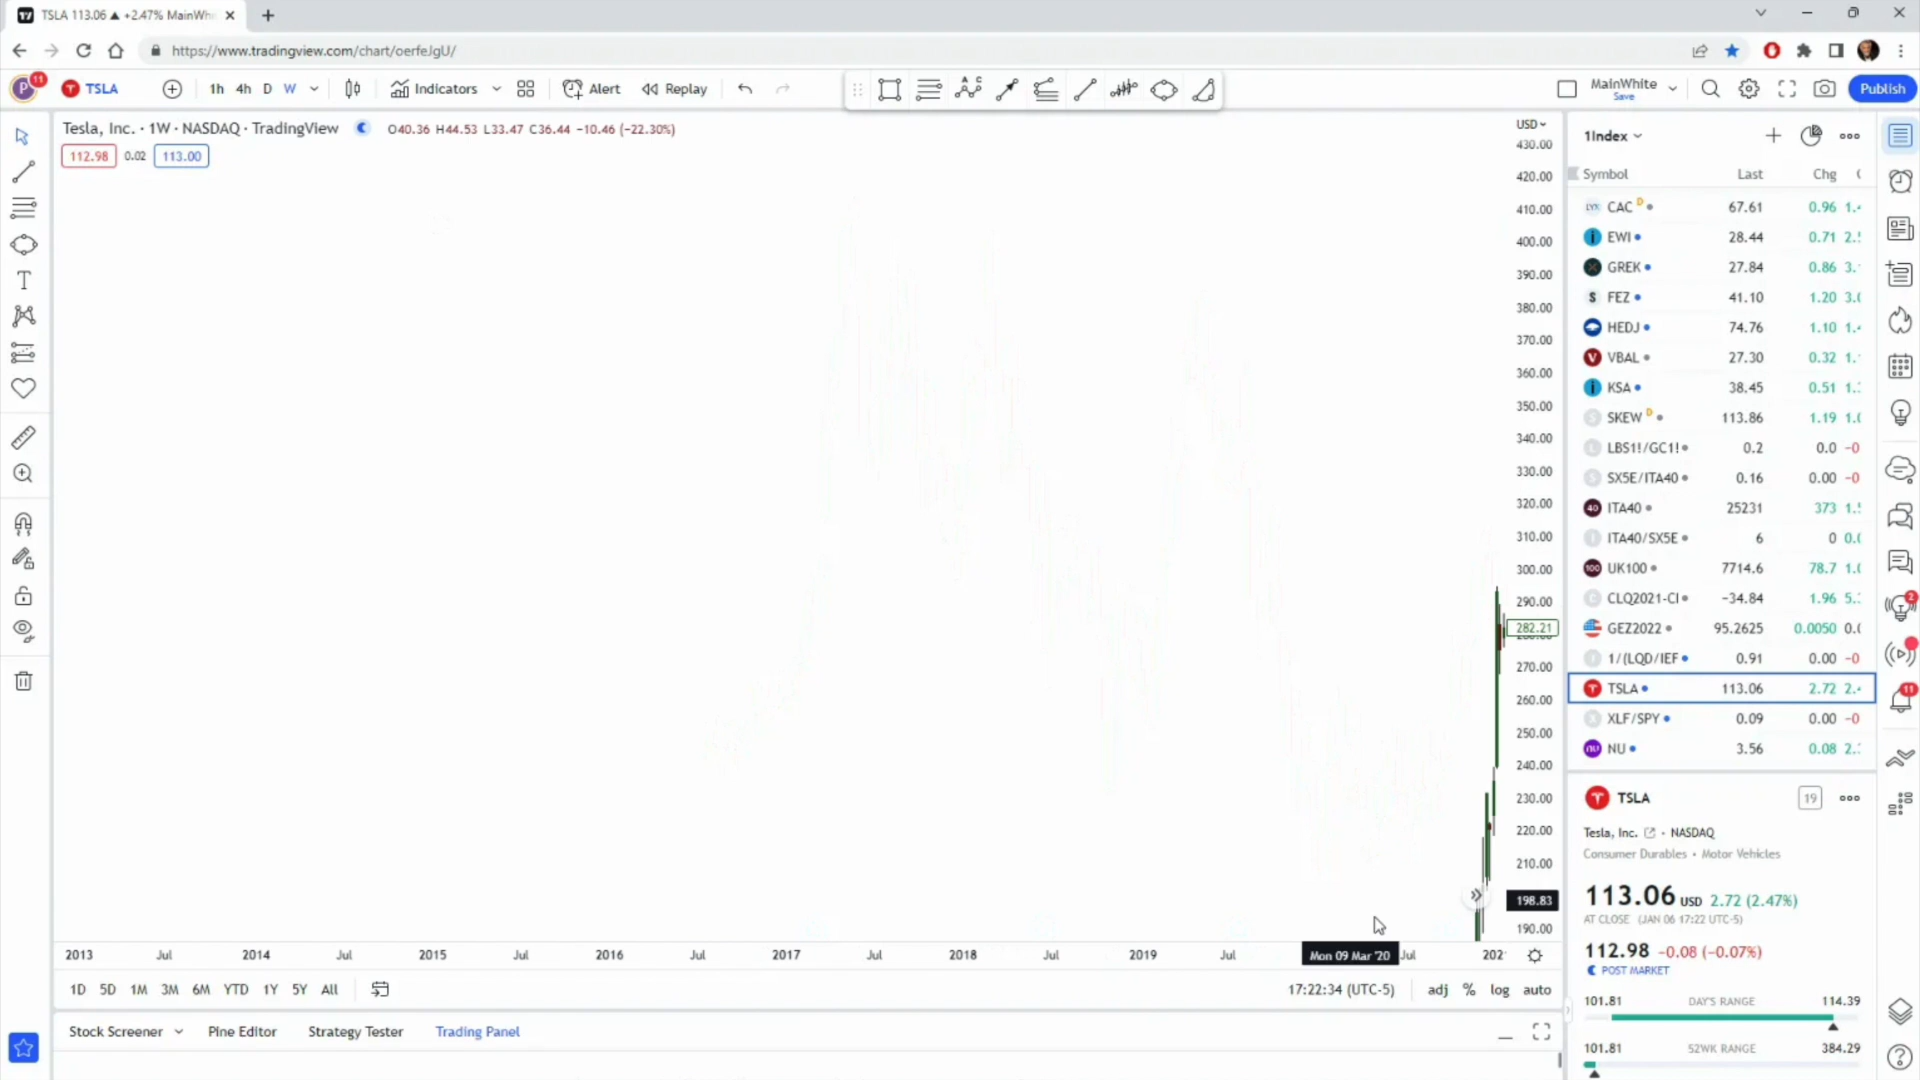 TSLA 113.06 ▲ +2.47% MainWhi
https://www.tradingview.com/chart/oerfeJgU/
P 11 TSLA 1h 4h D W Indicators Alert Replay MainWhite Save Publish
Tesla, Inc. · 1W · NASDAQ · TradingView O40.36 H44.53 L33.47 C36.44 −10.46 (−22.30%)
112.98 0.02 113.00
USD
430.00
420.00
410.00
400.00
390.00
380.00
370.00
360.00
350.00
340.00
330.00
320.00
310.00
300.00
290.00
282.21
270.00
260.00
250.00
240.00
230.00
220.00
210.00
198.83
190.00
2013 Jul 2014 Jul 2015 Jul 2016 Jul 2017 Jul 2018 Jul 2019 Jul Mon 09 Mar '20 Jul 202
1D 5D 1M 3M 6M YTD 1Y 5Y All 17:22:34 (UTC-5) adj % log auto
Stock Screener Pine Editor Strategy Tester Trading Panel
1Index
Symbol Last Chg
CAC D 67.61 0.96
EWI 28.44 0.71
GREK 27.84 0.86
FEZ 41.10 1.20
HEDJ 74.76 1.10
VBAL 27.30 0.32
KSA 38.45 0.51
SKEW D 113.86 1.19
LBS1!/GC1! 0.2 0.0
SX5E/ITA40 0.16 0.00
ITA40 25231 373
ITA40/SX5E 6 0
UK100 7714.6 78.7
CLQ2021-Cl −34.84 1.96
GEZ2022 95.2625 0.0050
1/(LQD/IEF 0.91 0.00
TSLA 113.06 2.72
XLF/SPY 0.09 0.00
NU 3.56 0.08
TSLA 19
Tesla, Inc. · NASDAQ
Consumer Durables • Motor Vehicles
113.06 USD 2.72 (2.47%)
AT CLOSE (JAN 06 17:22 UTC-5)
112.98 −0.08 (−0.07%)
POST MARKET
101.81 DAY'S RANGE 114.39
101.81 52WK RANGE 384.29
2
11